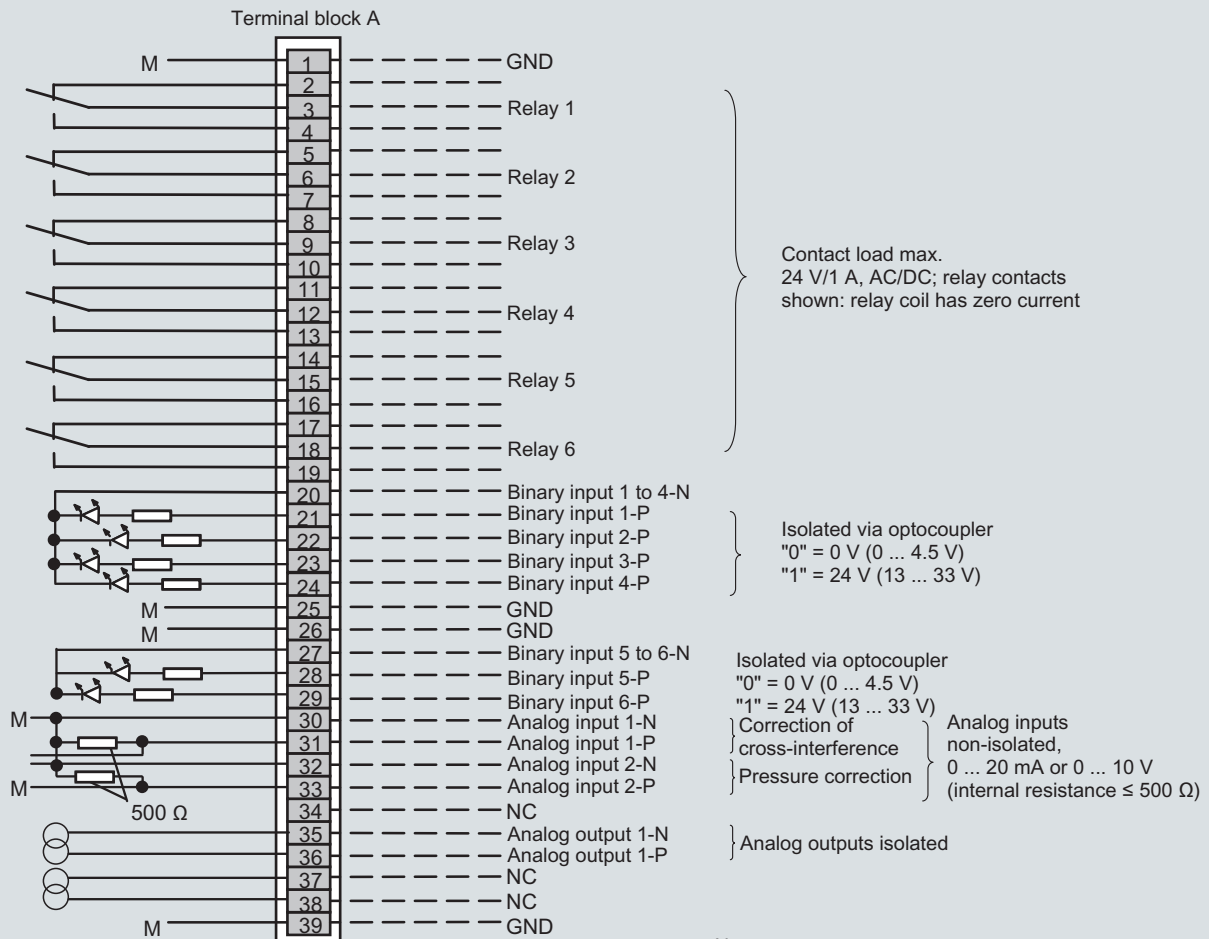 Terminal block A
M 1 GND
2
3 Relay 1
4
5
6 Relay 2
7
8
9 Relay 3
10
11
12 Relay 4
13
14
15 Relay 5
16
17
18 Relay 6
19
Contact load max.
24 V/1 A, AC/DC; relay contacts
shown: relay coil has zero current
20 Binary input 1 to 4-N
21 Binary input 1-P
22 Binary input 2-P
23 Binary input 3-P
24 Binary input 4-P
Isolated via optocoupler
"0" = 0 V (0 ... 4.5 V)
"1" = 24 V (13 ... 33 V)
M 25 GND
M 26 GND
27 Binary input 5 to 6-N
28 Binary input 5-P
29 Binary input 6-P
Isolated via optocoupler
"0" = 0 V (0 ... 4.5 V)
"1" = 24 V (13 ... 33 V)
M 30 Analog input 1-N
31 Analog input 1-P
Correction of
cross-interference
32 Analog input 2-N
M 33 Analog input 2-P
Pressure correction
Analog inputs
non-isolated,
0 ... 20 mA or 0 ... 10 V
(internal resistance ≤ 500 Ω)
500 Ω
34 NC
35 Analog output 1-N
36 Analog output 1-P
Analog outputs isolated
37 NC
38 NC
M 39 GND